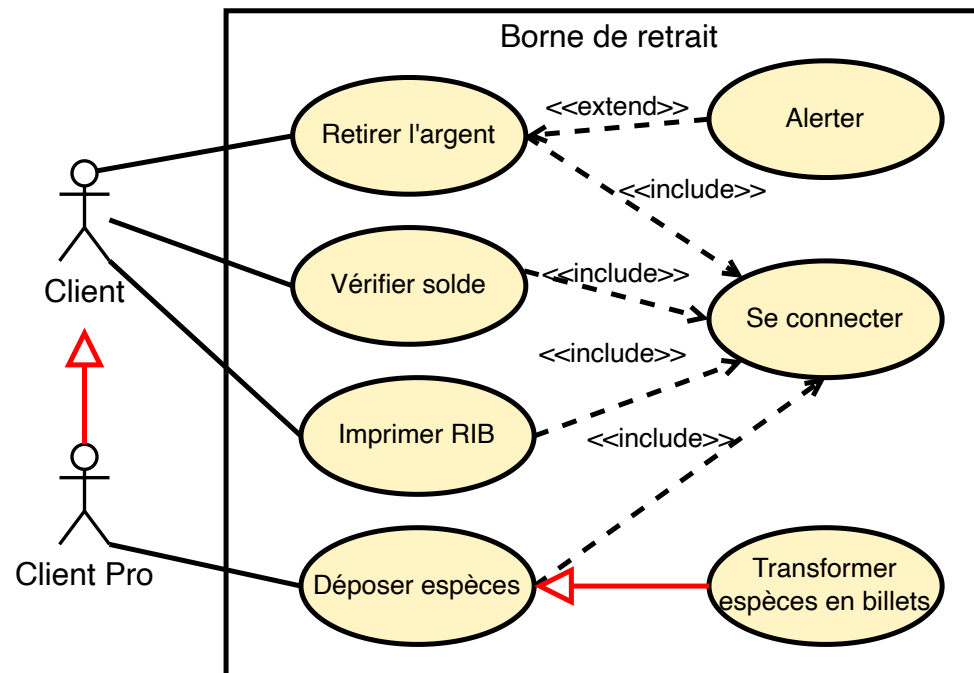 Borne de retrait
Retirer l'argent
<<extend>>
Alerter
<<include>>
Client
Vérifier solde
<<include>>
Se connecter
<<include>>
Imprimer RIB
<<include>>
Client Pro
Déposer espèces
Transformer
espèces en billets